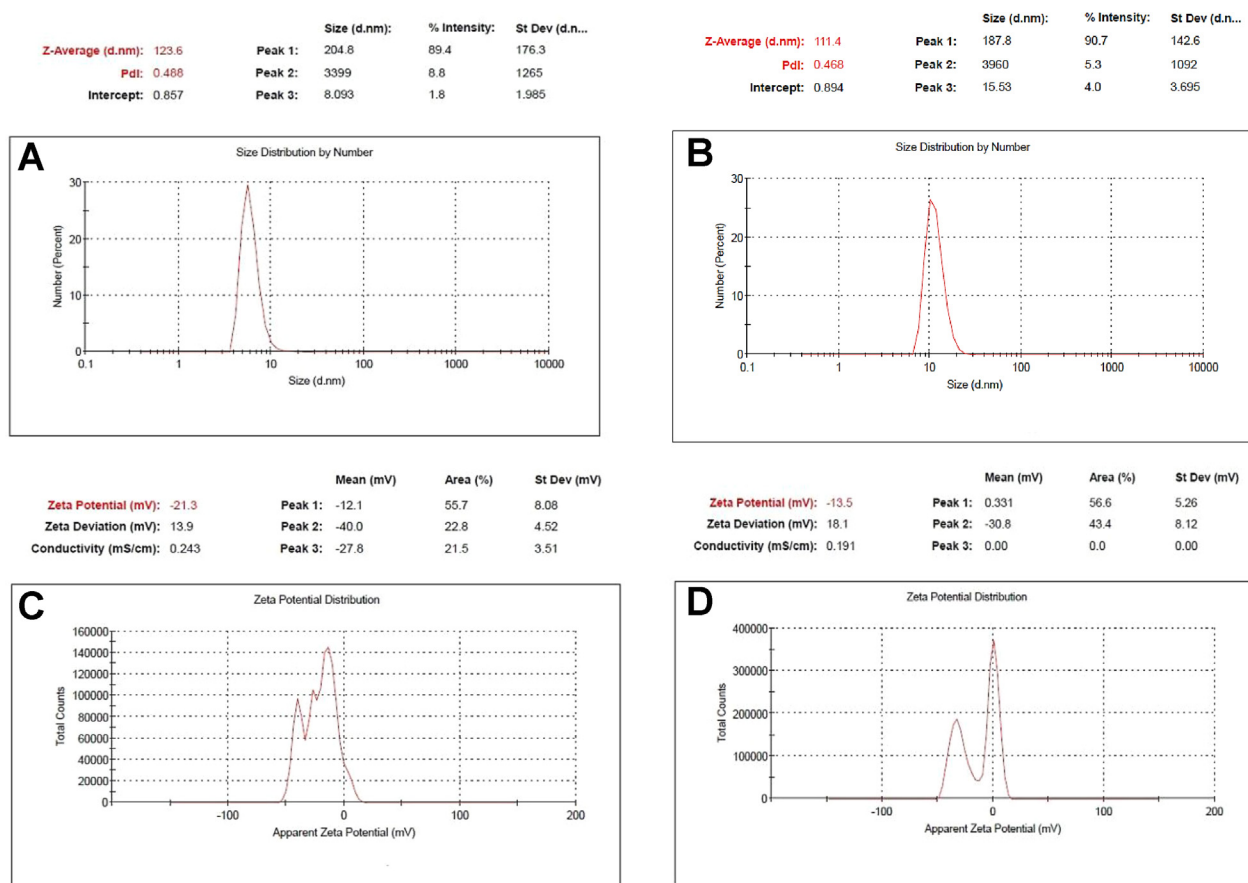 Size (d.nm): % Intensity: St Dev (d.n...
Z-Average (d.nm): 123.6 Peak 1: 204.8 89.4 176.3
PdI: 0.468 Peak 2: 3399 8.8 1265
Intercept: 0.857 Peak 3: 8.093 1.8 1.985
A
Size Distribution by Number
Number (Percent)
30
20
10
0
0.1 1 10 100 1000 10000
Size (d.nm)
Size (d.nm): % Intensity: St Dev (d.n...
Z-Average (d.nm): 111.4 Peak 1: 187.8 90.7 142.6
PdI: 0.468 Peak 2: 3960 5.3 1092
Intercept: 0.894 Peak 3: 15.53 4.0 3.695
B
Size Distribution by Number
Number (Percent)
30
20
10
0
0.1 1 10 100 1000 10000
Size (d.nm)
Mean (mV) Area (%) St Dev (mV)
Zeta Potential (mV): -21.3 Peak 1: -12.1 55.7 8.08
Zeta Deviation (mV): 13.9 Peak 2: -40.0 22.8 4.52
Conductivity (mS/cm): 0.243 Peak 3: -27.8 21.5 3.51
C
Zeta Potential Distribution
Total Counts
160000
140000
120000
100000
80000
60000
40000
20000
0
-100 0 100 200
Apparent Zeta Potential (mV)
Mean (mV) Area (%) St Dev (mV)
Zeta Potential (mV): -13.5 Peak 1: 0.331 56.6 5.26
Zeta Deviation (mV): 18.1 Peak 2: -30.8 43.4 8.12
Conductivity (mS/cm): 0.191 Peak 3: 0.00 0.0 0.00
D
Zeta Potential Distribution
Total Counts
400000
300000
200000
100000
0
-100 0 100 200
Apparent Zeta Potential (mV)